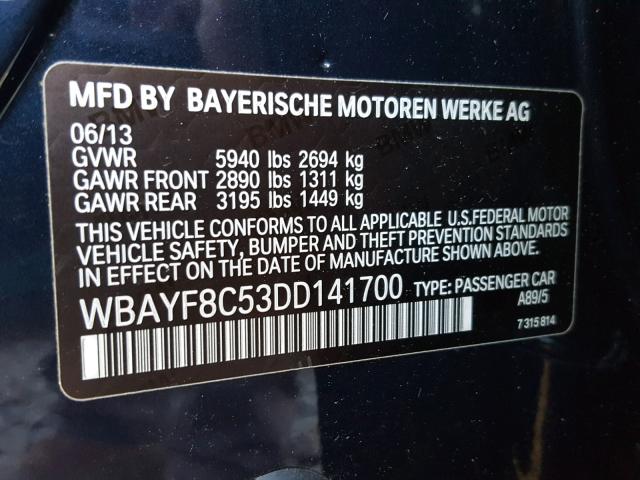 MFD BY BAYERISCHE MOTOREN WERKE AG
06/13
GVWR 5940 lbs 2694 kg
GAWR FRONT 2890 lbs 1311 kg
GAWR REAR 3195 lbs 1449 kg
THIS VEHICLE CONFORMS TO ALL APPLICABLE U.S.FEDERAL MOTOR
VEHICLE SAFETY, BUMPER AND THEFT PREVENTION STANDARDS
IN EFFECT ON THE DATE OF MANUFACTURE SHOWN ABOVE.
WBAYF8C53DD141700 TYPE: PASSENGER CAR
A89/5
7315814